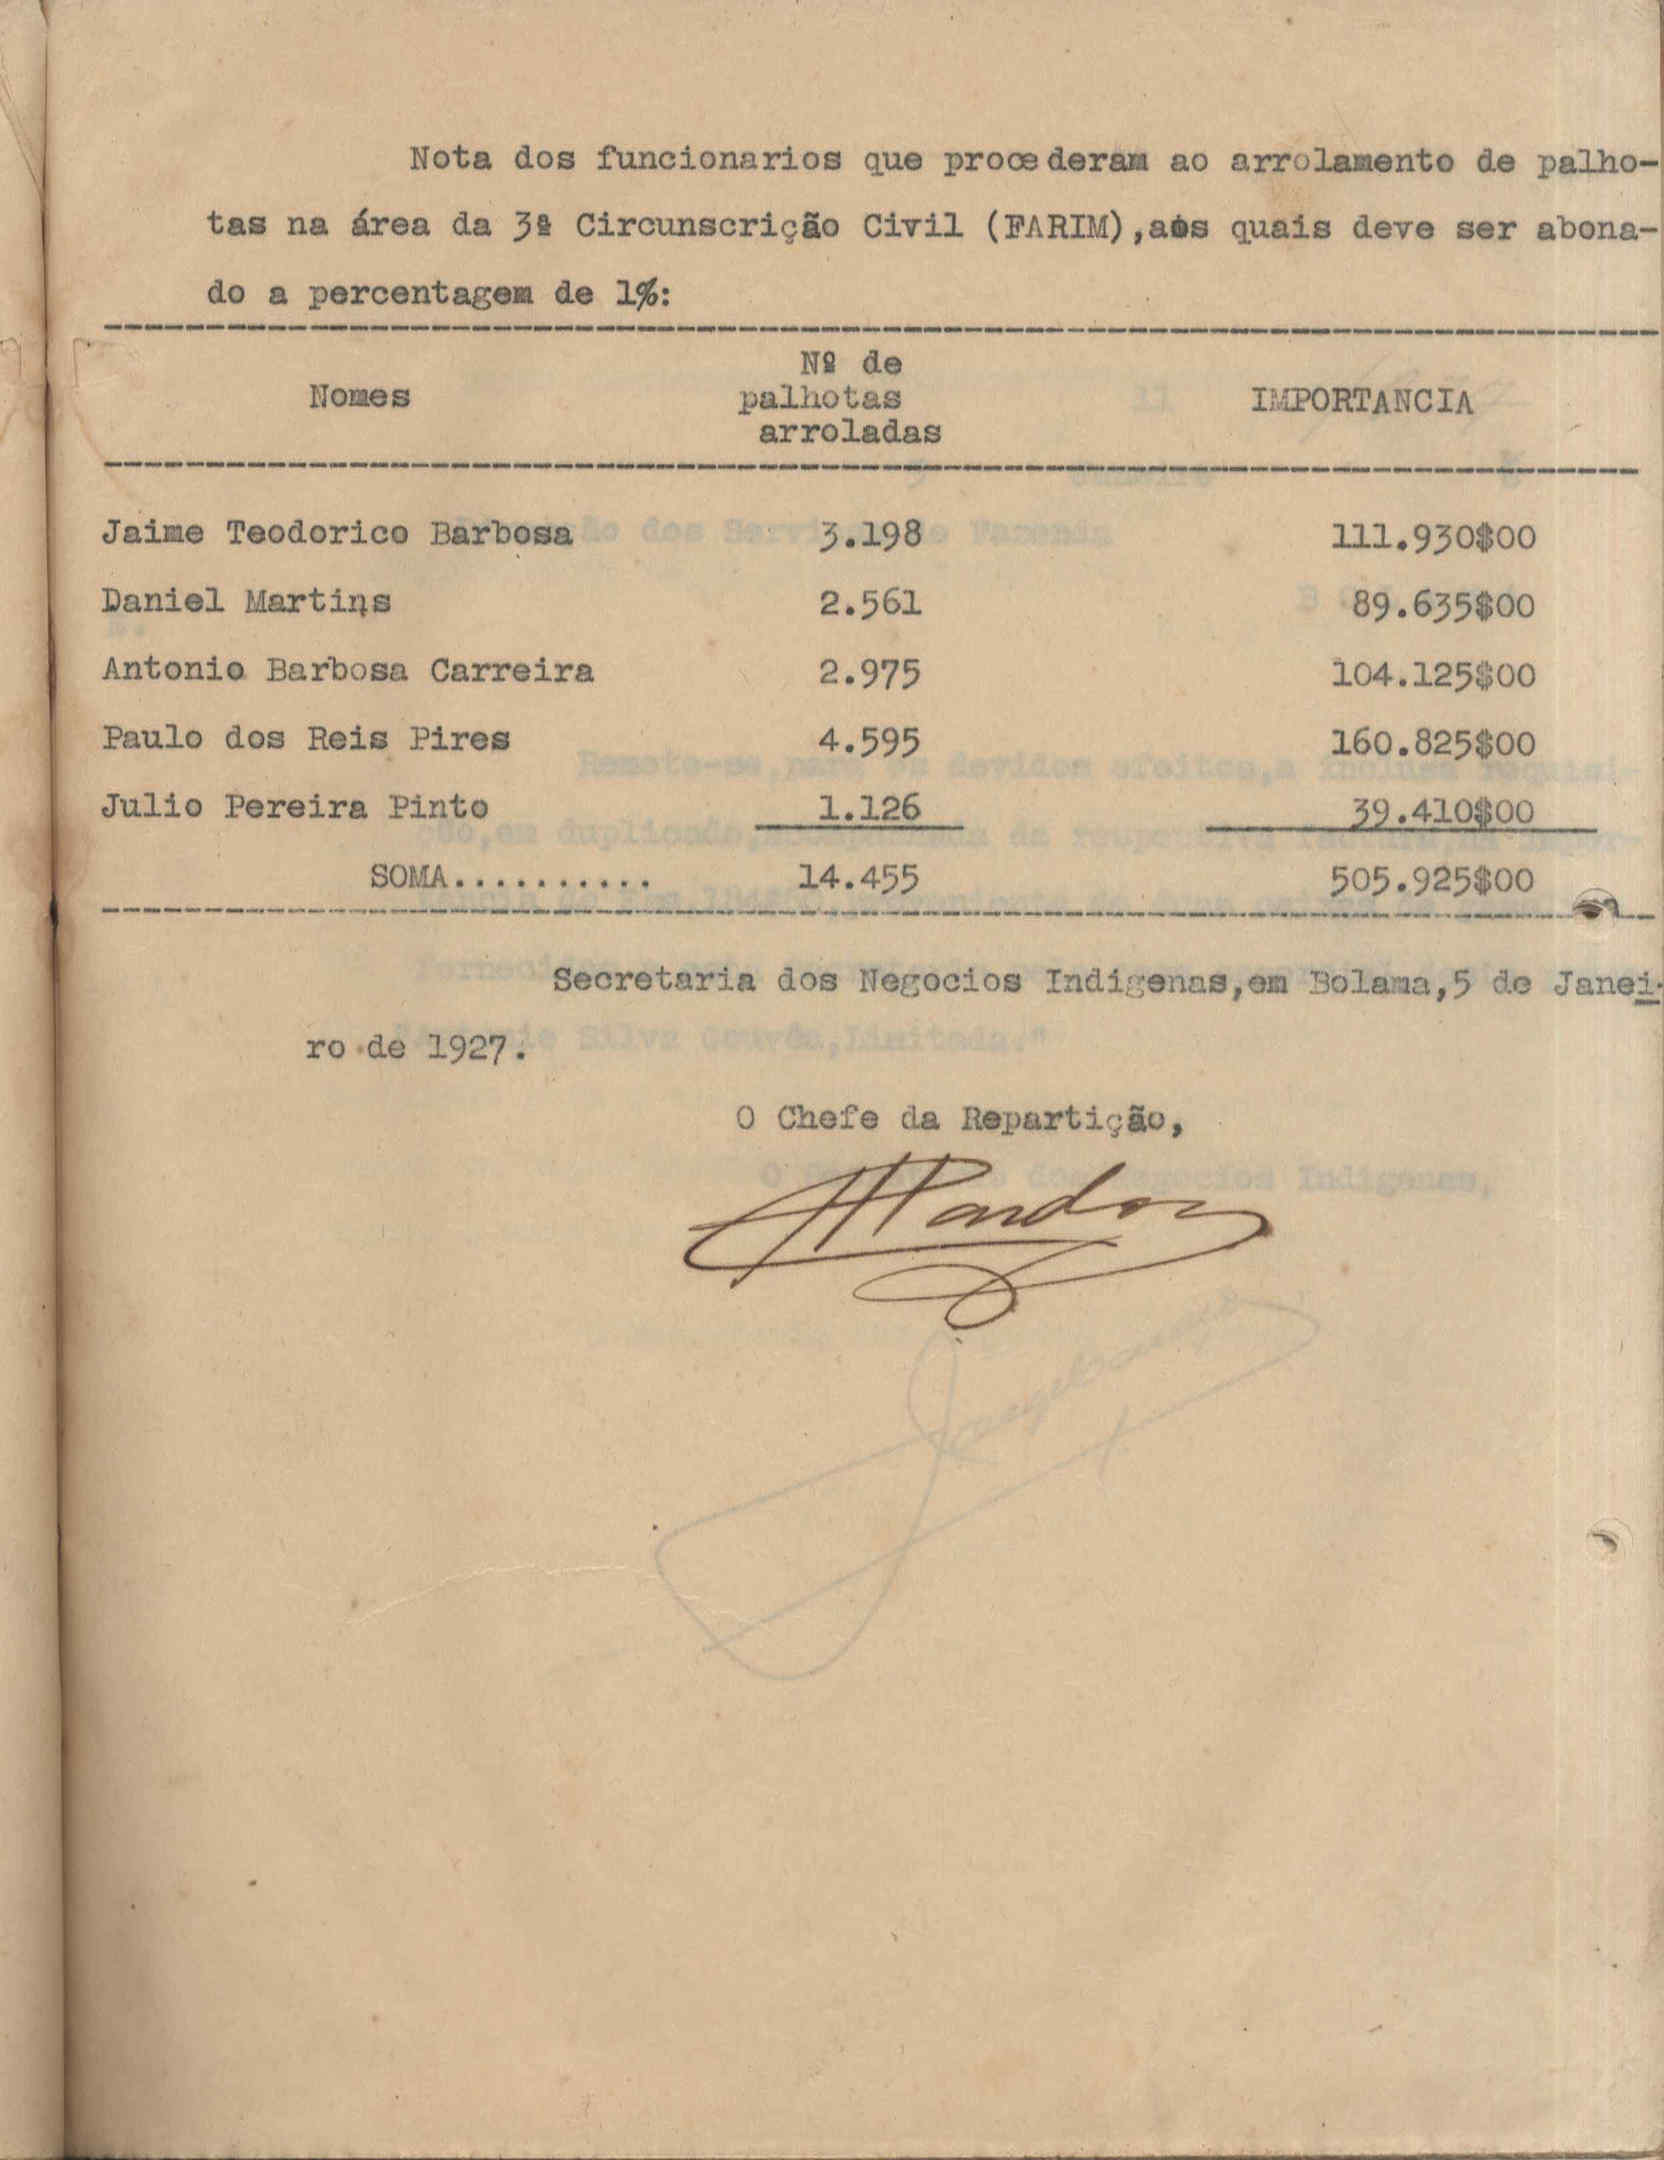 Nota dos funcionarios que procederam ao arrolamento de palho-
tas na área da 3ª Circunscrição Civil (FARIM),aos quais deve ser abona-
do a percentagem de 1%:
Nomes Nº de palhotas arroladas IMPORTANCIA
Jaime Teodorico Barbosa 3.198 111.930$00
Daniel Martins 2.561 89.635$00
Antonio Barbosa Carreira 2.975 104.125$00
Paulo dos Reis Pires 4.595 160.825$00
Julio Pereira Pinto 1.126 39.410$00
SOMA.......... 14.455 505.925$00
Secretaria dos Negocios Indigenas,em Bolama,5 de Janei-
ro de 1927.
O Chefe da Repartição,